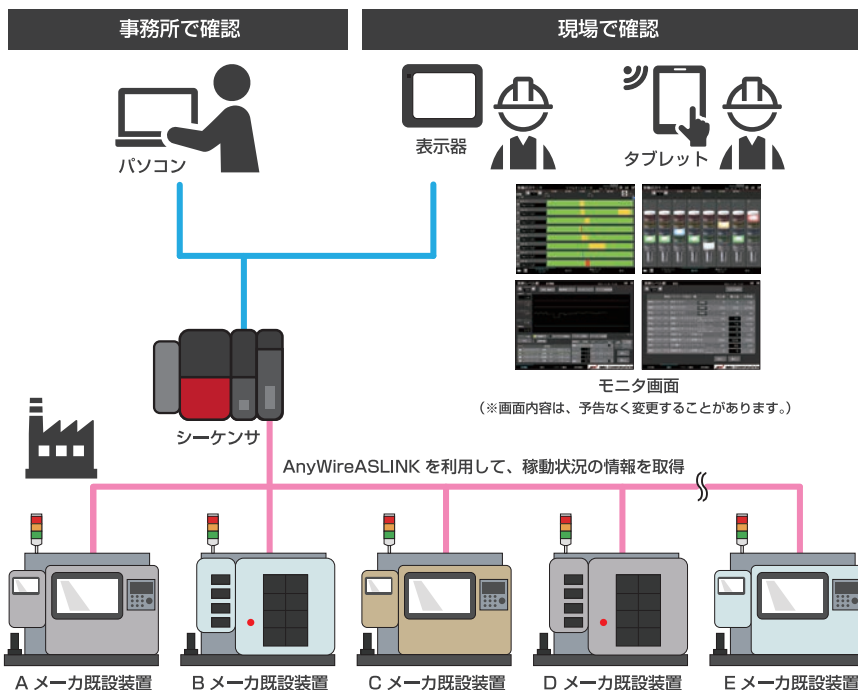 事務所で確認
現場で確認
パソコン
表示器
タブレット
モニタ画面
(※画面内容は、予告なく変更することがあります。)
シーケンサ
AnyWireASLINK を利用して、稼動状況の情報を取得
A メーカ既設装置
B メーカ既設装置
C メーカ既設装置
D メーカ既設装置
E メーカ既設装置